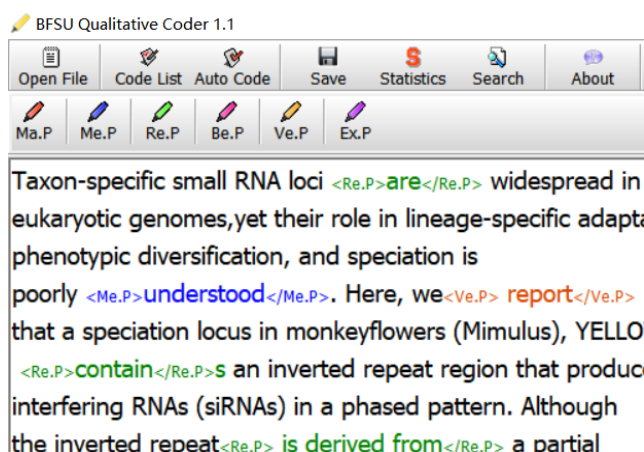 BFSU Qualitative Coder 1.1
Open File Code List Auto Code Save Statistics Search About
Ma.P Me.P Re.P Be.P Ve.P Ex.P
Taxon-specific small RNA loci <Re.P>are</Re.P> widespread in
eukaryotic genomes,yet their role in lineage-specific adapta
phenotypic diversification, and speciation is
poorly <Me.P>understood</Me.P>. Here, we<Ve.P> report</Ve.P>
that a speciation locus in monkeyflowers (Mimulus), YELLO
<Re.P>contain</Re.P>s an inverted repeat region that produc
interfering RNAs (siRNAs) in a phased pattern. Although
the inverted repeat<Re.P> is derived from</Re.P> a partial